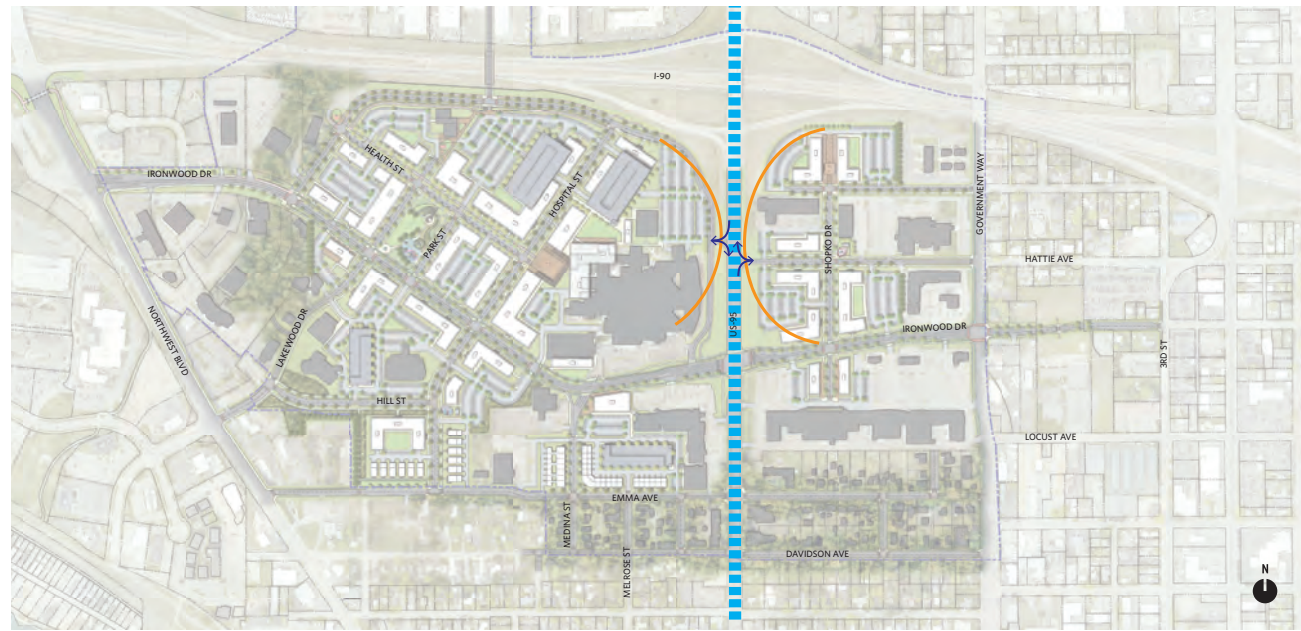 I-90
HEALTH ST
IRONWOOD DR
HOSPITAL ST
GOVERNMENT WAY
PARK ST
SHOPKO DR
HATTIE AVE
NORTHWEST BLVD
LAKEWOOD DR
US-95
IRONWOOD DR
3RD ST
HILL ST
LOCUST AVE
EMMA AVE
MEDINA ST
MELROSE ST
DAVIDSON AVE
N